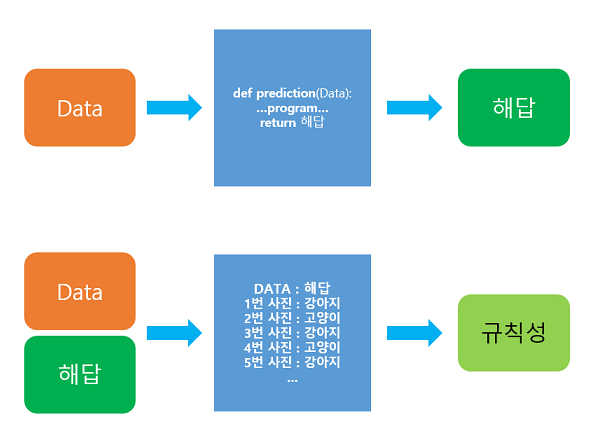 Data
def prediction(Data):
...program...
return 해답
해답
Data
해답
DATA : 해답
1번 사진 : 강아지
2번 사진 : 고양이
3번 사진 : 강아지
4번 사진 : 고양이
5번 사진 : 강아지
...
규칙성